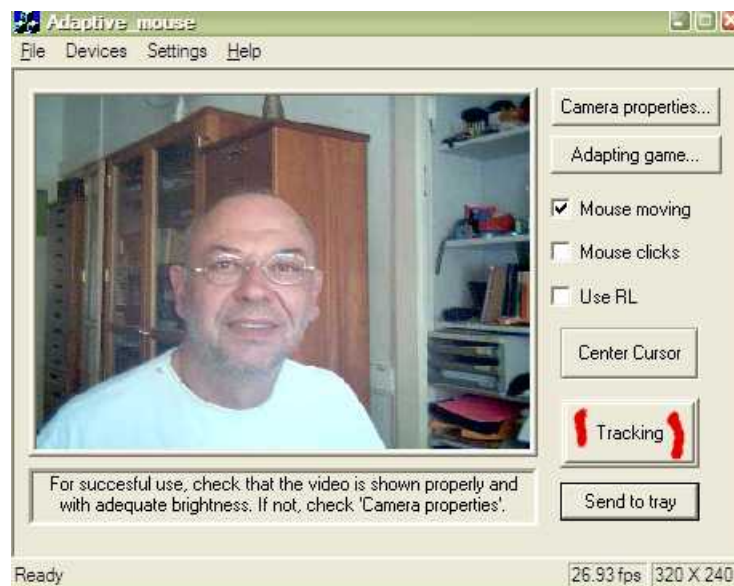 Adaptive mouse
File Devices Settings Help
Camera properties...
Adapting game...
Mouse moving
Mouse clicks
Use RL
Center Cursor
Tracking
For succesful use, check that the video is shown properly and
with adequate brightness. If not, check 'Camera properties'.
Send to tray
Ready 26.93 fps 320 X 240